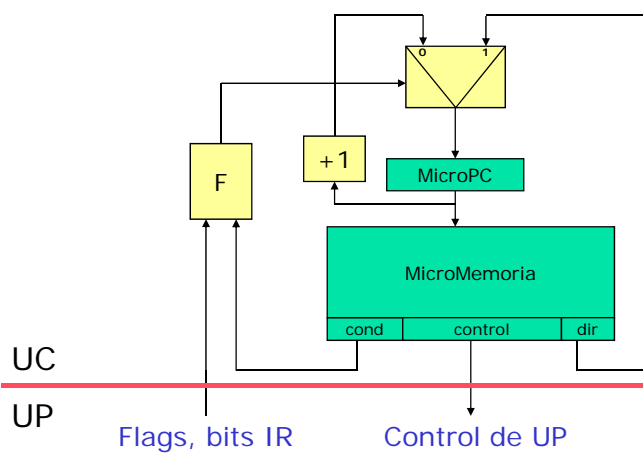 0 1
F
+1
MicroPC
MicroMemoria
cond control dir
UC
UP
Flags, bits IR Control de UP